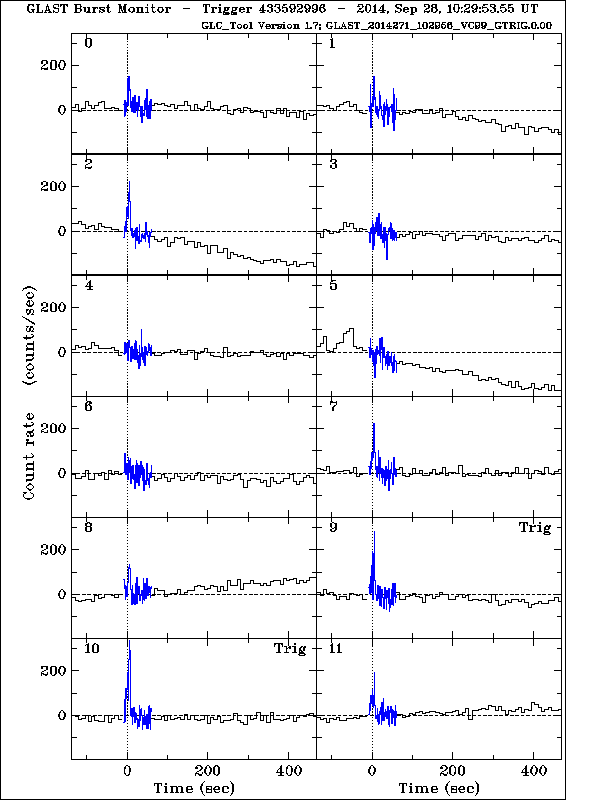 GLAST Burst Monitor – Trigger 433592996 – 2014, Sep 28, 10:29:53.55 UT
GLC_Tool Version 1.7; GLAST_2014271_102956_VC99_GTRIG.0.00
0 1
200
0
2 3
200
0
4 5
200
0
6 7
200
0
8 9 Trig
200
0
10 Trig 11
200
0
0 200 400 0 200 400
Time (sec) Time (sec)
Count rate (counts/sec)